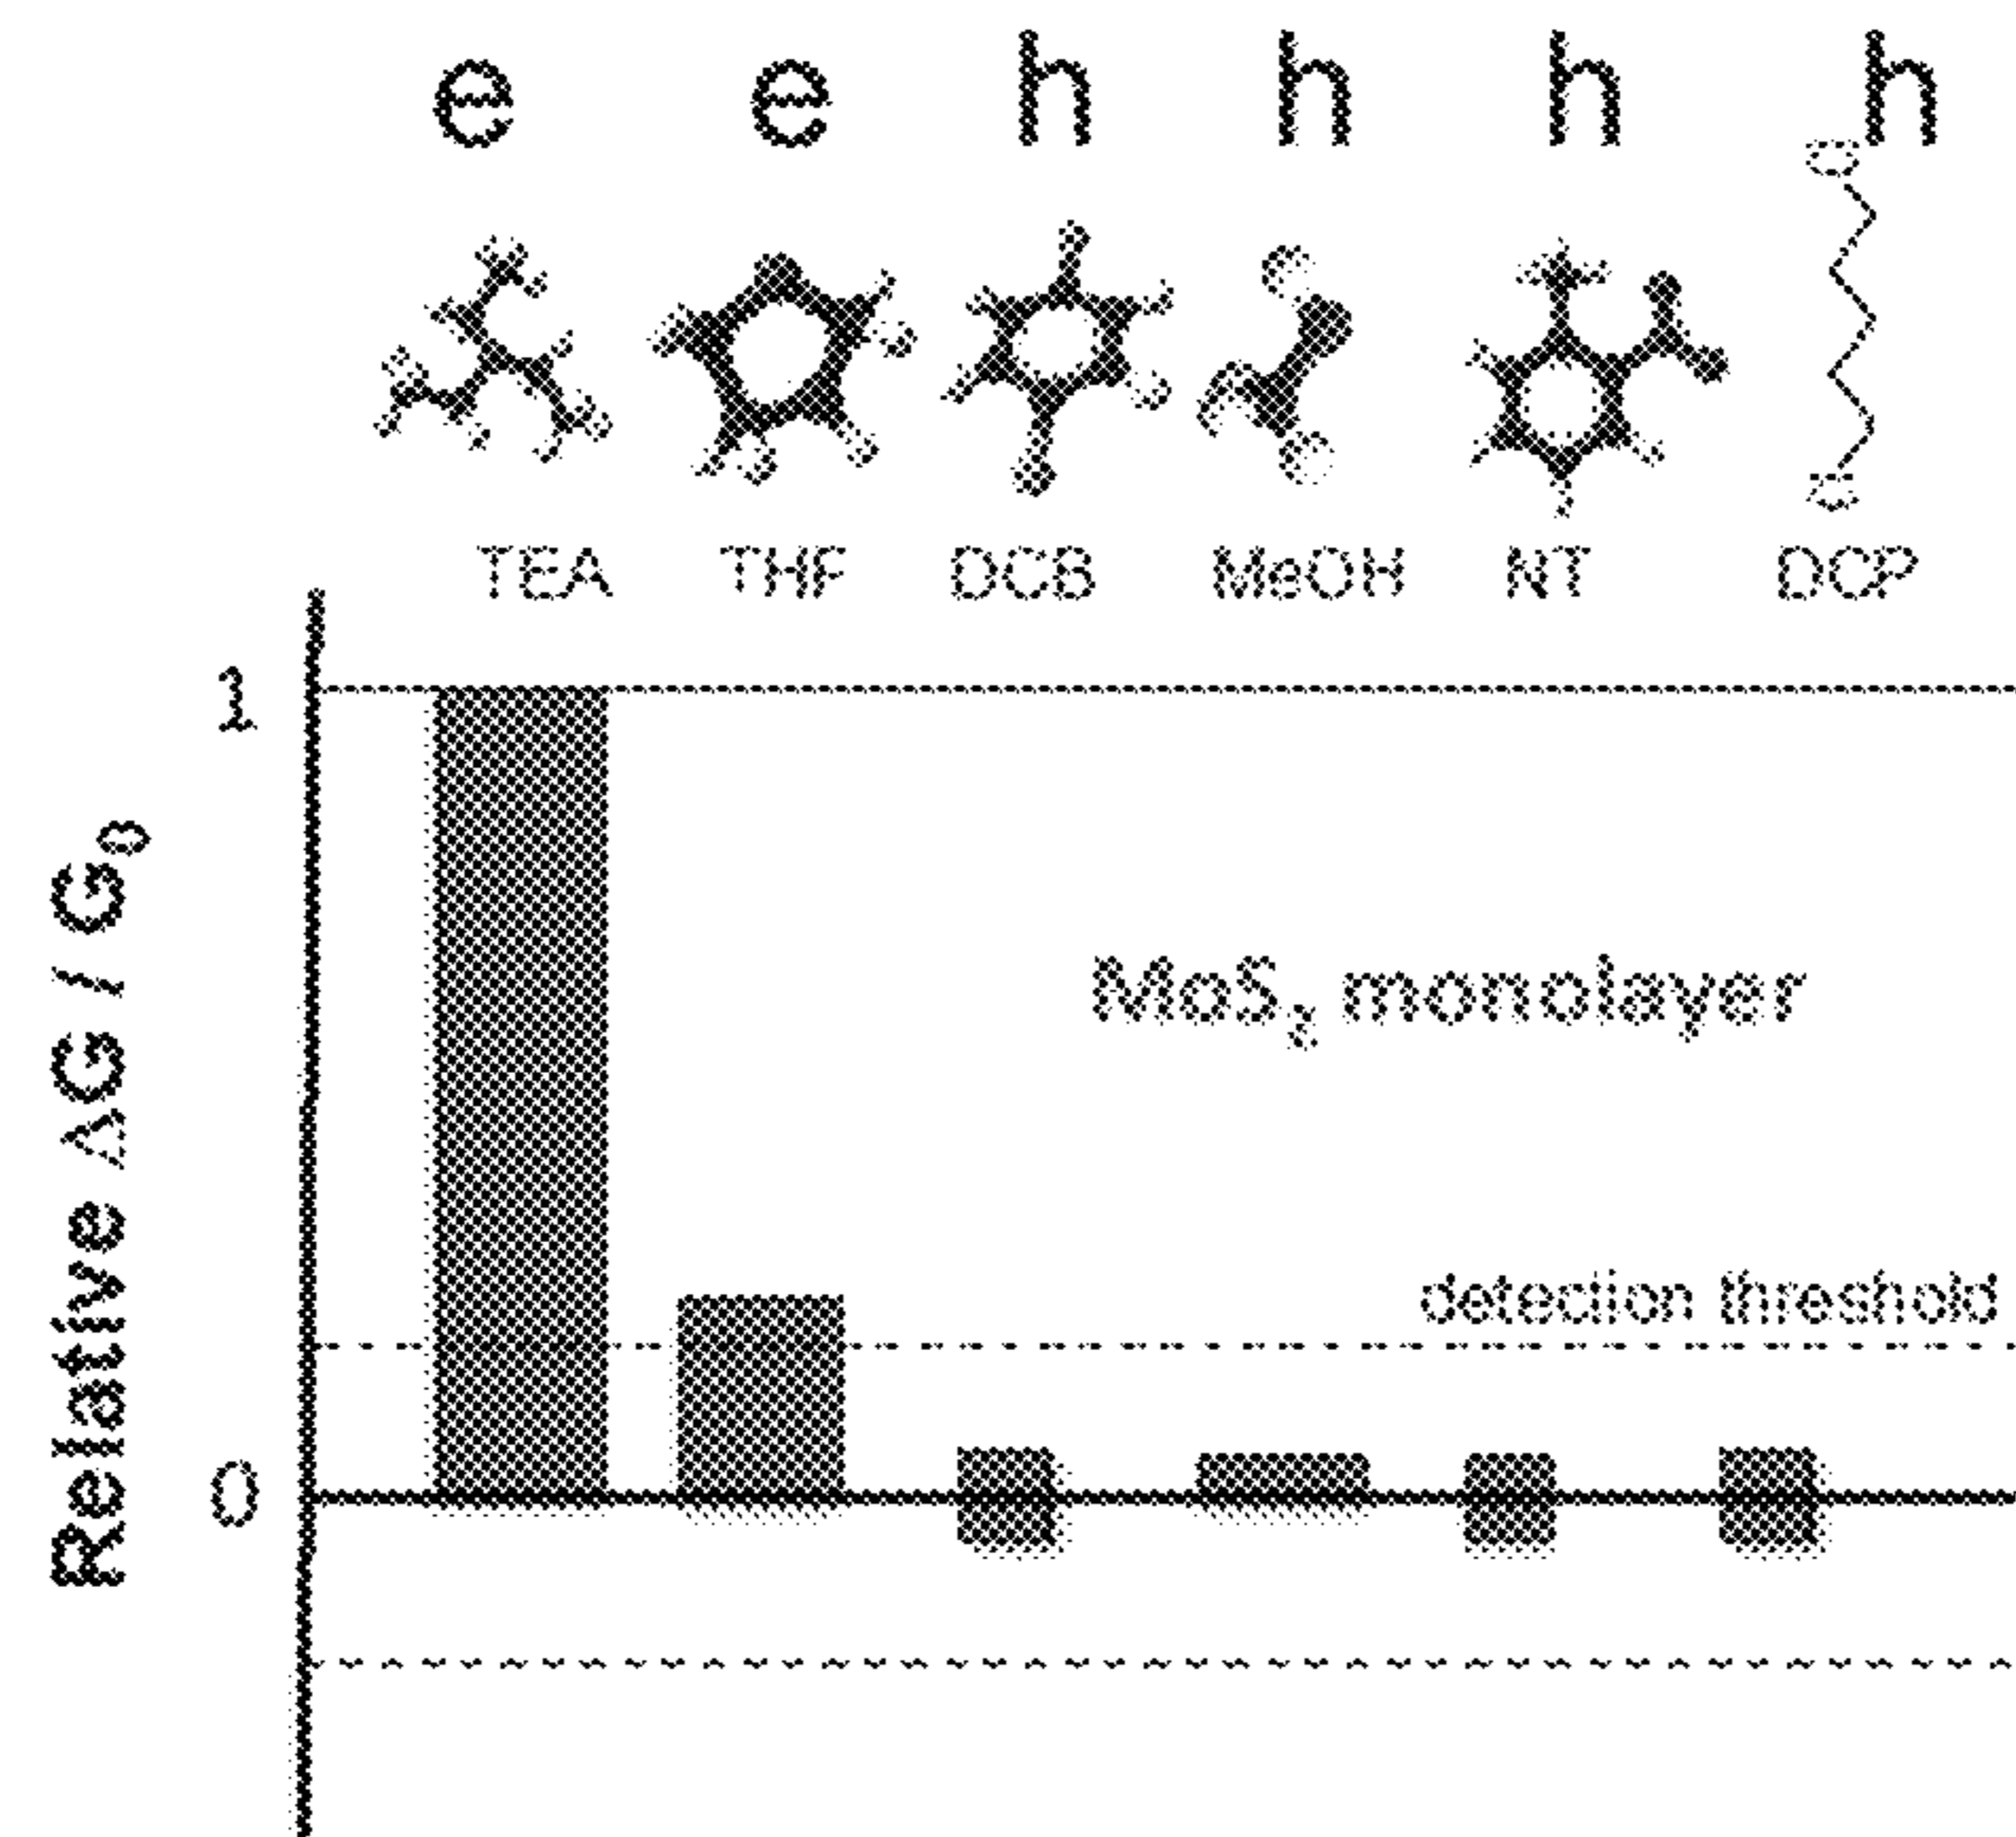 e e h h h h
TEA THF DCB MeOH NT DCP
1
Relative ΔG / G₀
MoS₂ monolayer
detection threshold
0